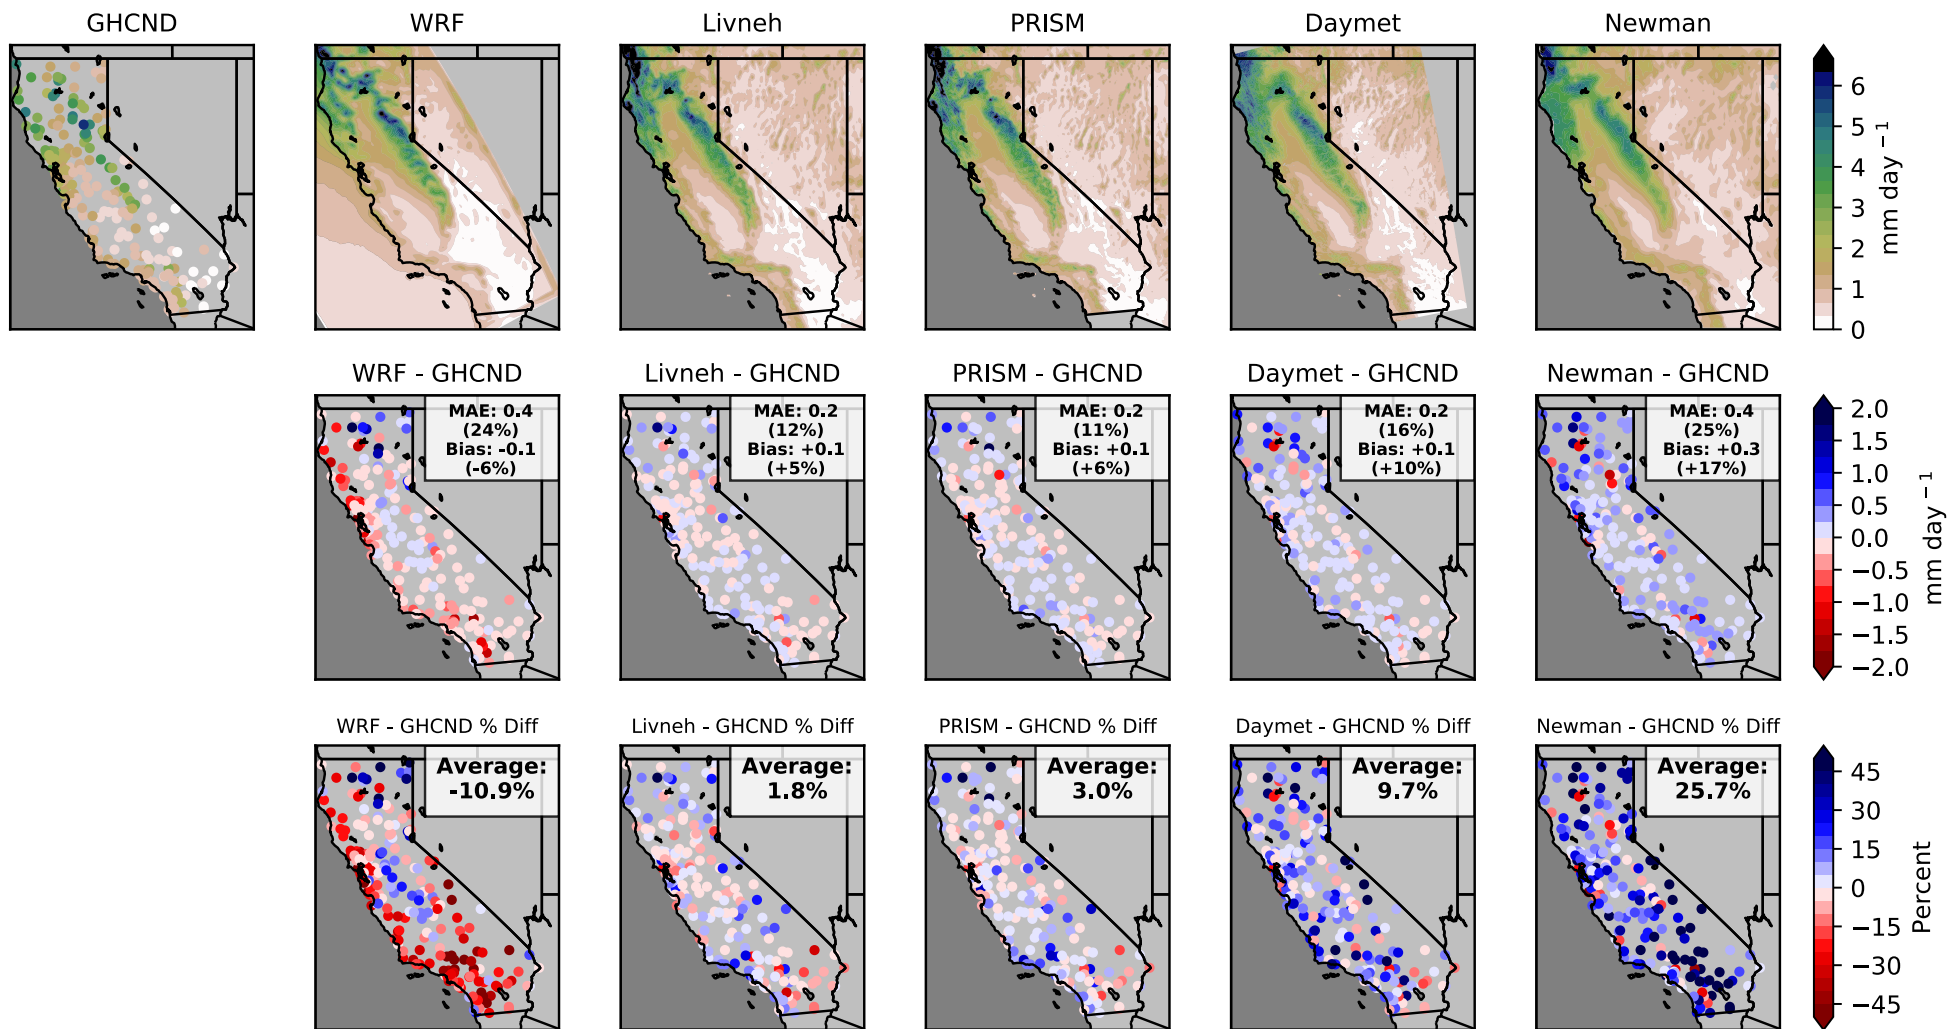 GHCND
WRF
Livneh
PRISM
Daymet
Newman
6
5
4
3
2
1
0
mm day⁻¹
WRF - GHCND
Livneh - GHCND
PRISM - GHCND
Daymet - GHCND
Newman - GHCND
MAE: 0.4
(24%)
Bias: -0.1
(-6%)
MAE: 0.2
(12%)
Bias: +0.1
(+5%)
MAE: 0.2
(11%)
Bias: +0.1
(+6%)
MAE: 0.2
(16%)
Bias: +0.1
(+10%)
MAE: 0.4
(25%)
Bias: +0.3
(+17%)
2.0
1.5
1.0
0.5
0.0
−0.5
−1.0
−1.5
−2.0
mm day⁻¹
WRF - GHCND % Diff
Livneh - GHCND % Diff
PRISM - GHCND % Diff
Daymet - GHCND % Diff
Newman - GHCND % Diff
Average:
-10.9%
Average:
1.8%
Average:
3.0%
Average:
9.7%
Average:
25.7%
45
30
15
0
−15
−30
−45
Percent